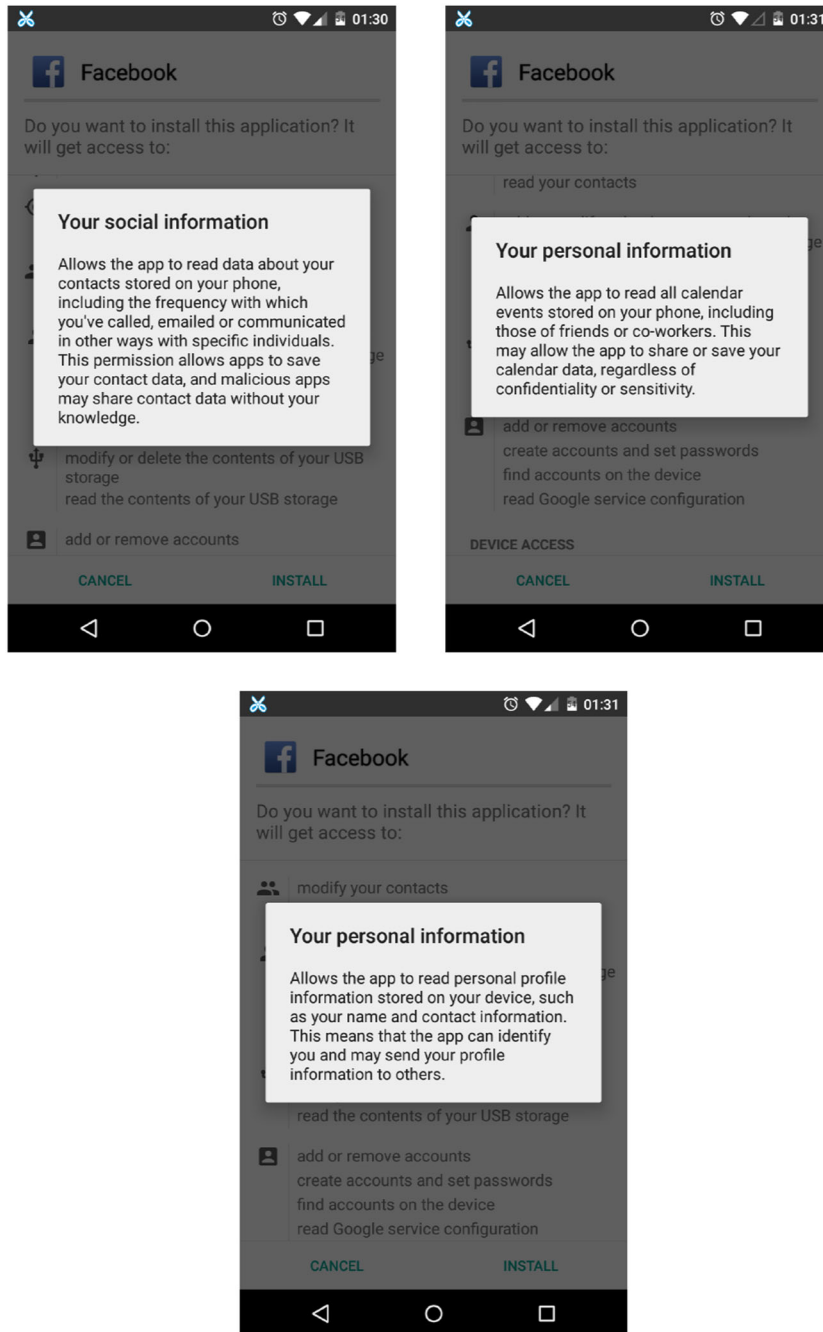 01:30
Facebook
Do you want to install this application? It
will get access to:
Your social information
Allows the app to read data about your
contacts stored on your phone,
including the frequency with which
you've called, emailed or communicated
in other ways with specific individuals.
This permission allows apps to save
your contact data, and malicious apps
may share contact data without your
knowledge.
modify or delete the contents of your USB
storage
read the contents of your USB storage
add or remove accounts
CANCEL INSTALL
01:31
Facebook
Do you want to install this application? It
will get access to:
read your contacts
Your personal information
Allows the app to read all calendar
events stored on your phone, including
those of friends or co-workers. This
may allow the app to share or save your
calendar data, regardless of
confidentiality or sensitivity.
add or remove accounts
create accounts and set passwords
find accounts on the device
read Google service configuration
DEVICE ACCESS
CANCEL INSTALL
01:31
Facebook
Do you want to install this application? It
will get access to:
modify your contacts
Your personal information
Allows the app to read personal profile
information stored on your device, such
as your name and contact information.
This means that the app can identify
you and may send your profile
information to others.
read the contents of your USB storage
add or remove accounts
create accounts and set passwords
find accounts on the device
read Google service configuration
CANCEL INSTALL